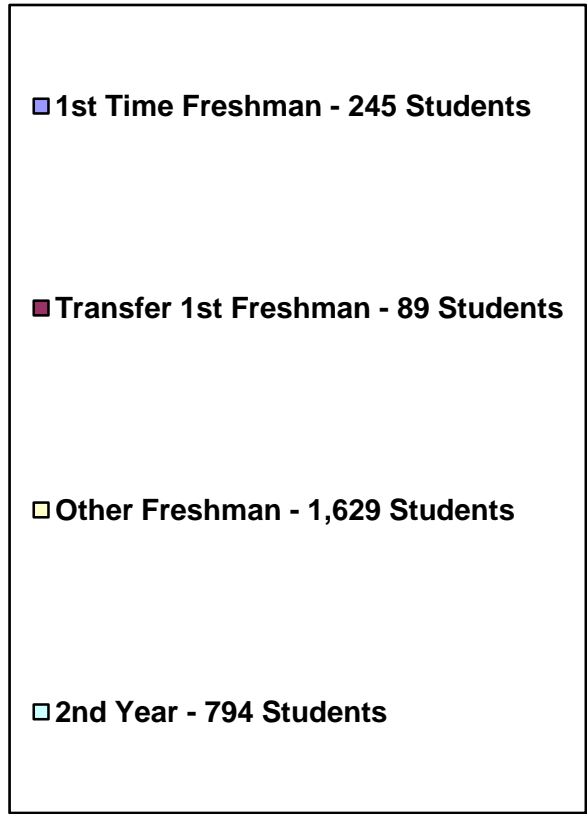 1st Time Freshman - 245 Students
Transfer 1st Freshman - 89 Students
Other Freshman - 1,629 Students
2nd Year - 794 Students